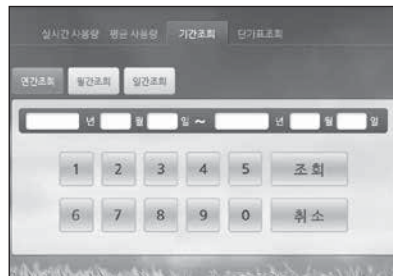 실시간 사용량 평균 사용량 기간조회 단가표조회
연간조회 월간조회 일간조회
년 월 일 ~ 년 월 일
1 2 3 4 5 조회
6 7 8 9 0 취소